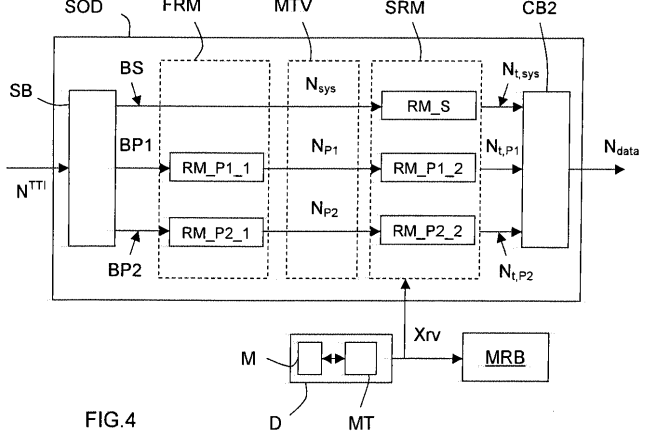 SOD FRM MTV SRM CB2
SB BS N_sys N_t,sys
RM_S
BP1 N_P1 N_t,P1 N_data
RM_P1_1 RM_P1_2
N^TTI
N_P2
RM_P2_1 RM_P2_2
BP2 N_t,P2
Xrv
M MRB
D MT
FIG.4